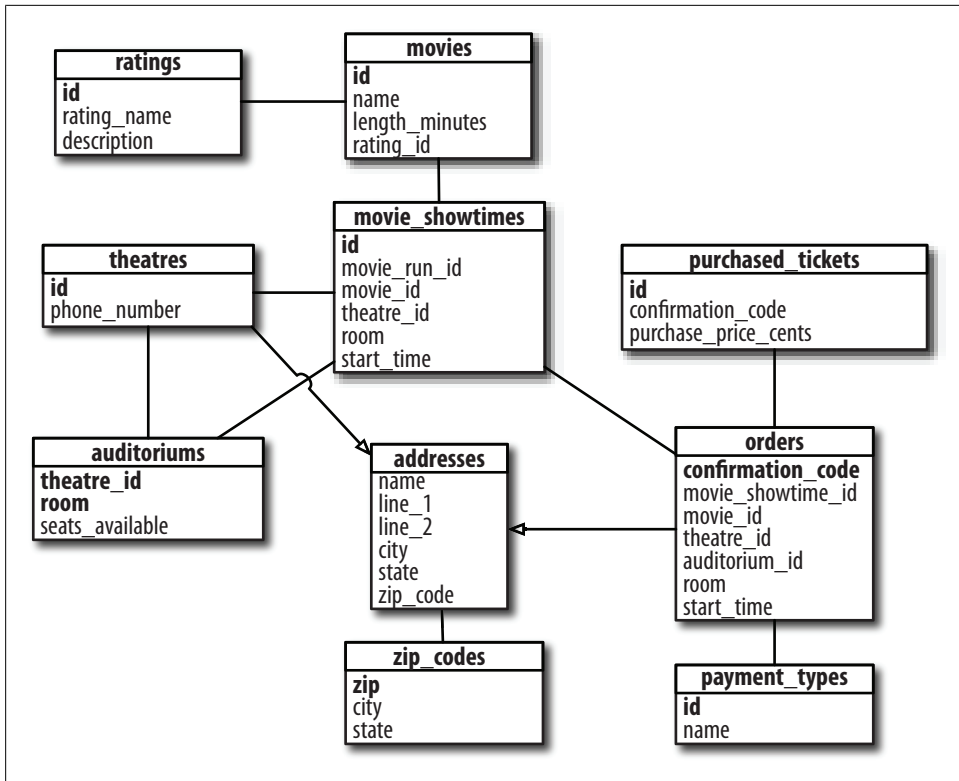 ratings
id
rating_name
description
movies
id
name
length_minutes
rating_id
movie_showtimes
id
movie_run_id
movie_id
theatre_id
room
start_time
theatres
id
phone_number
purchased_tickets
id
confirmation_code
purchase_price_cents
auditoriums
theatre_id
room
seats_available
addresses
name
line_1
line_2
city
state
zip_code
orders
confirmation_code
movie_showtime_id
movie_id
theatre_id
auditorium_id
room
start_time
zip_codes
zip
city
state
payment_types
id
name